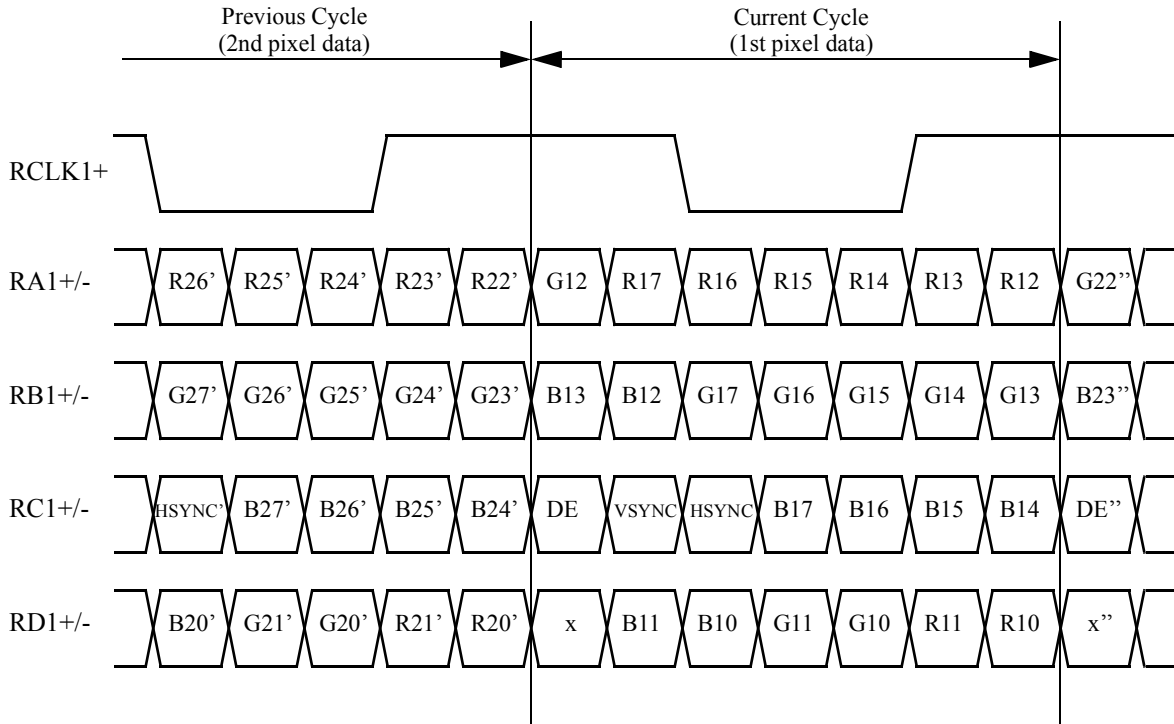 Previous Cycle
(2nd pixel data)
Current Cycle
(1st pixel data)
RCLK1+
RA1+/- R26’ R25’ R24’ R23’ R22’ G12 R17 R16 R15 R14 R13 R12 G22’’
RB1+/- G27’ G26’ G25’ G24’ G23’ B13 B12 G17 G16 G15 G14 G13 B23’’
RC1+/- HSYNC’ B27’ B26’ B25’ B24’ DE VSYNC HSYNC B17 B16 B15 B14 DE’’
RD1+/- B20’ G21’ G20’ R21’ R20’ x B11 B10 G11 G10 R11 R10 x’’